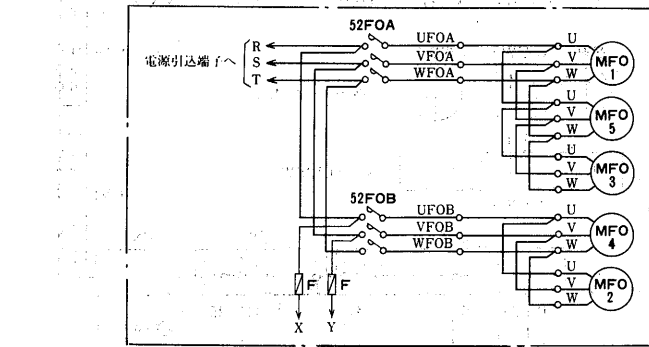 52FOA
R UFOA U
電源引込端子へ S VFOA V MFO 1
T WFOA W
U
V MFO 5
W
U
V MFO 3
W
52FOB
UFOB U
VFOB V MFO 4
WFOB W
U
F F V MFO 2
W
X Y